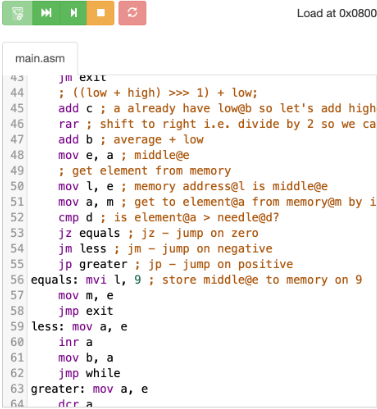 Load at 0x0800
main.asm
43 jm exit
44 ; ((low + high) >>> 1) + low;
45 add c ; a already have low@b so let's add high
46 rar ; shift to right i.e. divide by 2 so we ca
47 add b ; average + low
48 mov e, a ; middle@e
49 ; get element from memory
50 mov l, e ; memory address@l is middle@e
51 mov a, m ; get to element@a from memory@m by i
52 cmp d ; is element@a > needle@d?
53 jz equals ; jz – jump on zero
54 jm less ; jm – jump on negative
55 jp greater ; jp – jump on positive
56 equals: mvi l, 9 ; store middle@e to memory on 9
57 mov m, e
58 jmp exit
59 less: mov a, e
60 inr a
61 mov b, a
62 jmp while
63 greater: mov a, e
64 dcr a